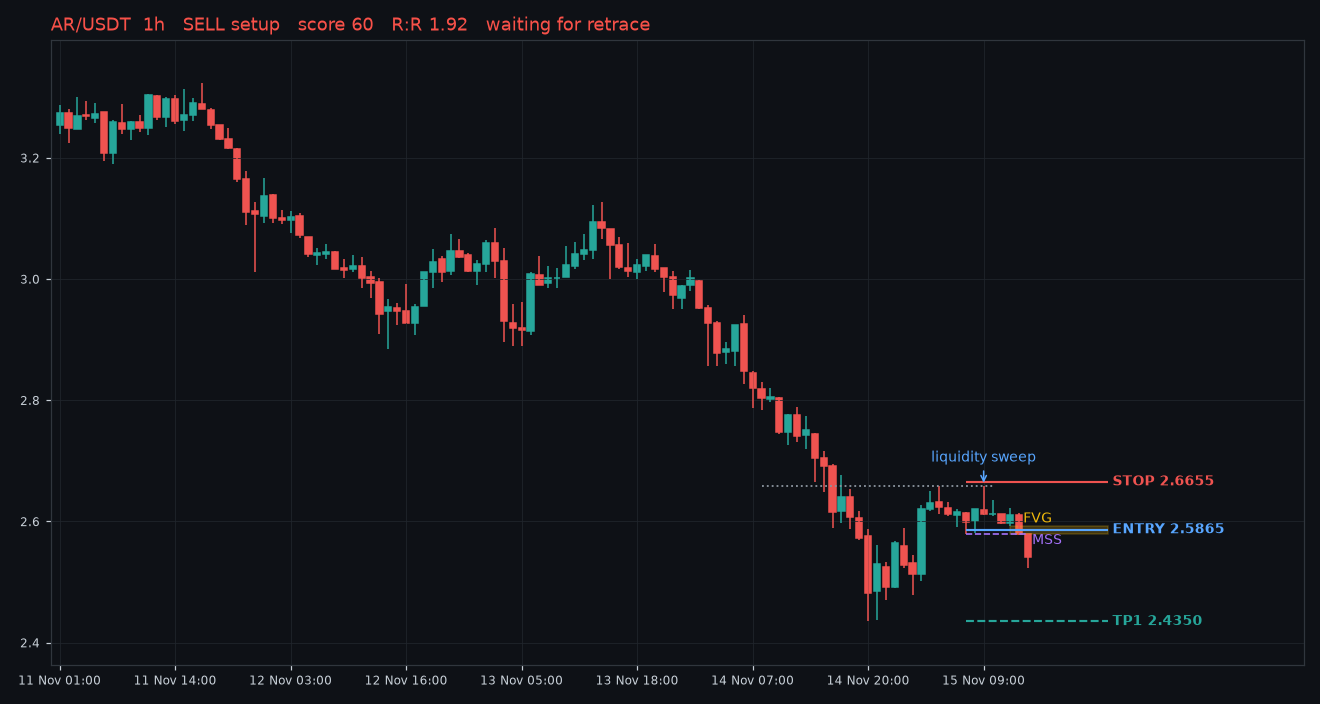 AR/USDT 1h SELL setup score 60 R:R 1.92 waiting for retrace
3.2
3.0
2.8
2.6
2.4
liquidity sweep
STOP 2.6655
FVG
ENTRY 2.5865
MSS
TP1 2.4350
11 Nov 01:00 11 Nov 14:00 12 Nov 03:00 12 Nov 16:00 13 Nov 05:00 13 Nov 18:00 14 Nov 07:00 14 Nov 20:00 15 Nov 09:00